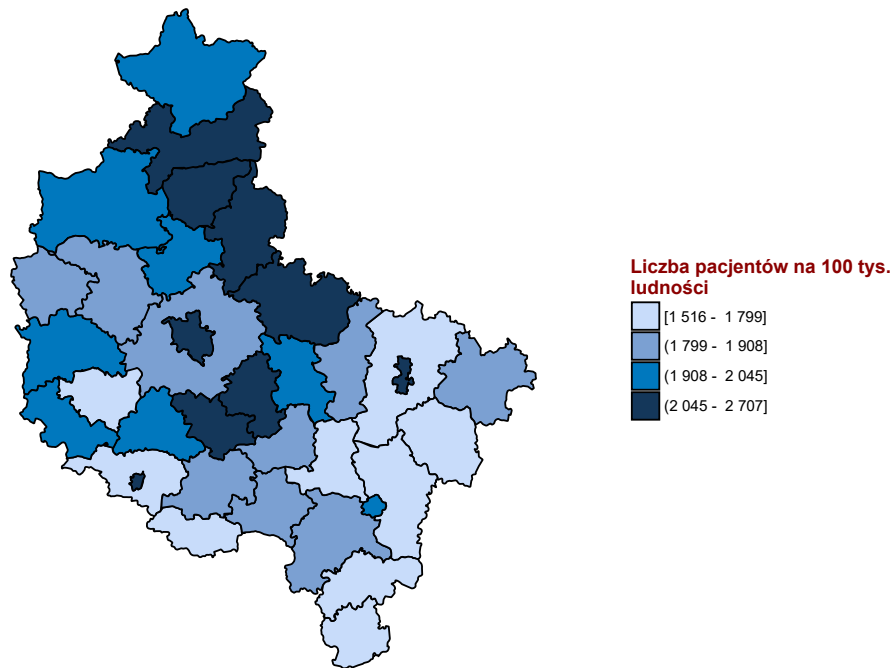 Liczba pacjentów na 100 tys.
ludności
[1 516 - 1 799]
(1 799 - 1 908]
(1 908 - 2 045]
(2 045 - 2 707]